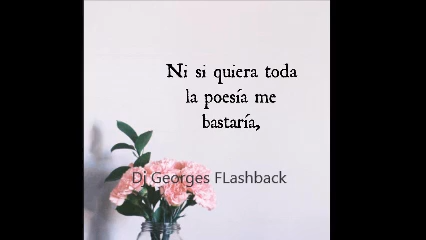 Ni si quiera toda
la poesía me
bastaría,
Dj Georges FLashback